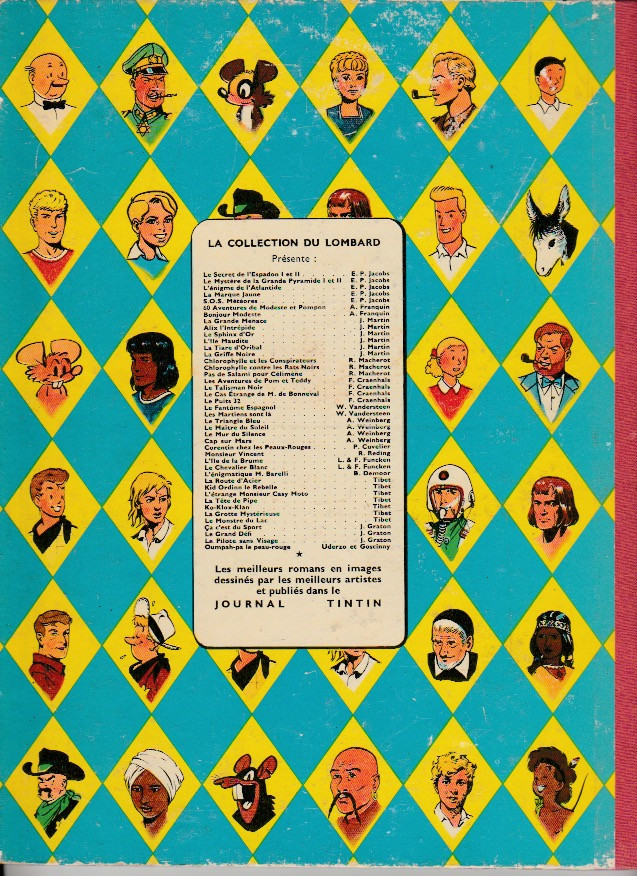 LA COLLECTION DU LOMBARD
Présente :
Le Secret de l'Espadon I et II . . . . . E. P. Jacobs
Le Mystère de la Grande Pyramide I et II E. P. Jacobs
L'énigme de l'Atlantide . . . . . E. P. Jacobs
La Marque Jaune . . . . . E. P. Jacobs
S.O.S. Météores . . . . . E. P. Jacobs
60 Aventures de Modeste et Pompon . A. Franquin
Bonjour Modeste . . . . . A. Franquin
La Grande Menace . . . . . J. Martin
Alix l'Intrépide . . . . . J. Martin
Le Sphinx d'Or . . . . . J. Martin
L'Ile Maudite . . . . . J. Martin
La Tiare d'Oribal . . . . . J. Martin
La Griffe Noire . . . . . J. Martin
Chlorophylle et les Conspirateurs . . R. Macherot
Chlorophylle contre les Rats Noirs . . R. Macherot
Pas de Salami pour Célimène . . . R. Macherot
Les Aventures de Pom et Teddy . . . F. Craenhals
Le Talisman Noir . . . . . F. Craenhals
Le Cas Étrange de M. de Bonneval . . F. Craenhals
Le Puits 32 . . . . . F. Craenhals
Le Fantôme Espagnol . . . . W. Vandersteen
Les Martiens sont là . . . . W. Vandersteen
Le Triangle Bleu . . . . . A. Weinberg
Le Maître du Soleil . . . . . A. Weinberg
Le Mur du Silence . . . . . A. Weinberg
Cap sur Mars . . . . . A. Weinberg
Corentin chez les Peaux-Rouges . . . P. Cuvelier
Monsieur Vincent . . . . . R. Reding
L'Ile de la Brume . . . . . L. & F. Funcken
Le Chevalier Blanc . . . . . L. & F. Funcken
L'énigmatique M. Barelli . . . . . B. Demoor
La Route d'Acier . . . . . Tibet
Kid Ordinn le Rebelle . . . . . Tibet
L'étrange Monsieur Casy Moto . . . Tibet
La Tête de Pipe . . . . . Tibet
Ko-Klox-Klan . . . . . Tibet
La Grotte Mystérieuse . . . . . Tibet
Le Monstre du Lac . . . . . Tibet
Ça c'est du Sport . . . . . J. Graton
Le Grand Défi . . . . . J. Graton
Le Pilote sans Visage . . . . . J. Graton
Oumpah-pa le peau-rouge . Uderzo et Goscinny
★
Les meilleurs romans en images
dessinés par les meilleurs artistes
et publiés dans le
JOURNAL TINTIN